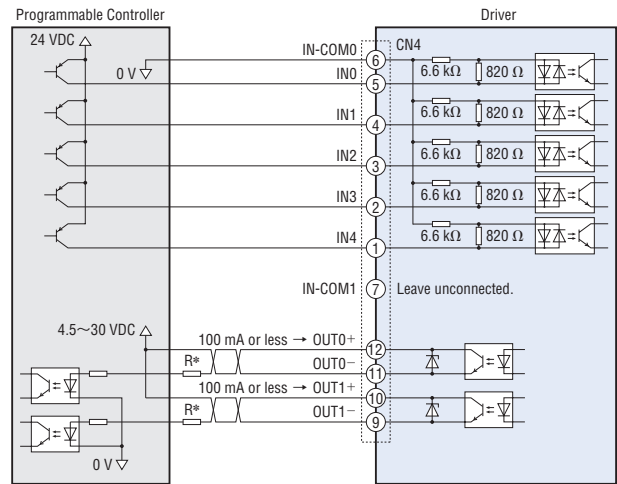 Programmable Controller
Driver
24 VDC
0 V
IN-COM0
6
CN4
6.6 kΩ
820 Ω
IN0
5
IN1
4
6.6 kΩ
820 Ω
IN2
3
6.6 kΩ
820 Ω
IN3
2
6.6 kΩ
820 Ω
IN4
1
6.6 kΩ
820 Ω
IN-COM1
7
Leave unconnected.
4.5~30 VDC
100 mA or less → OUT0+
12
R*
OUT0−
11
100 mA or less → OUT1+
10
R*
OUT1−
9
0 V